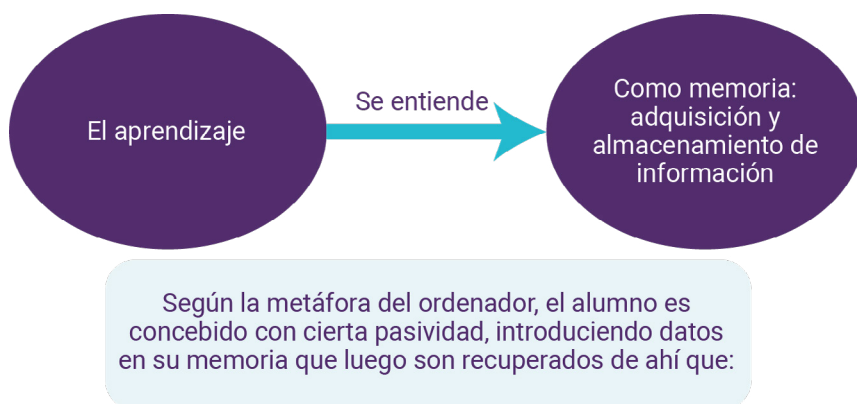 El aprendizaje
Se entiende
Como memoria:
adquisición y
almacenamiento de
información
Según la metáfora del ordenador, el alumno es
concebido con cierta pasividad, introduciendo datos
en su memoria que luego son recuperados de ahí que: